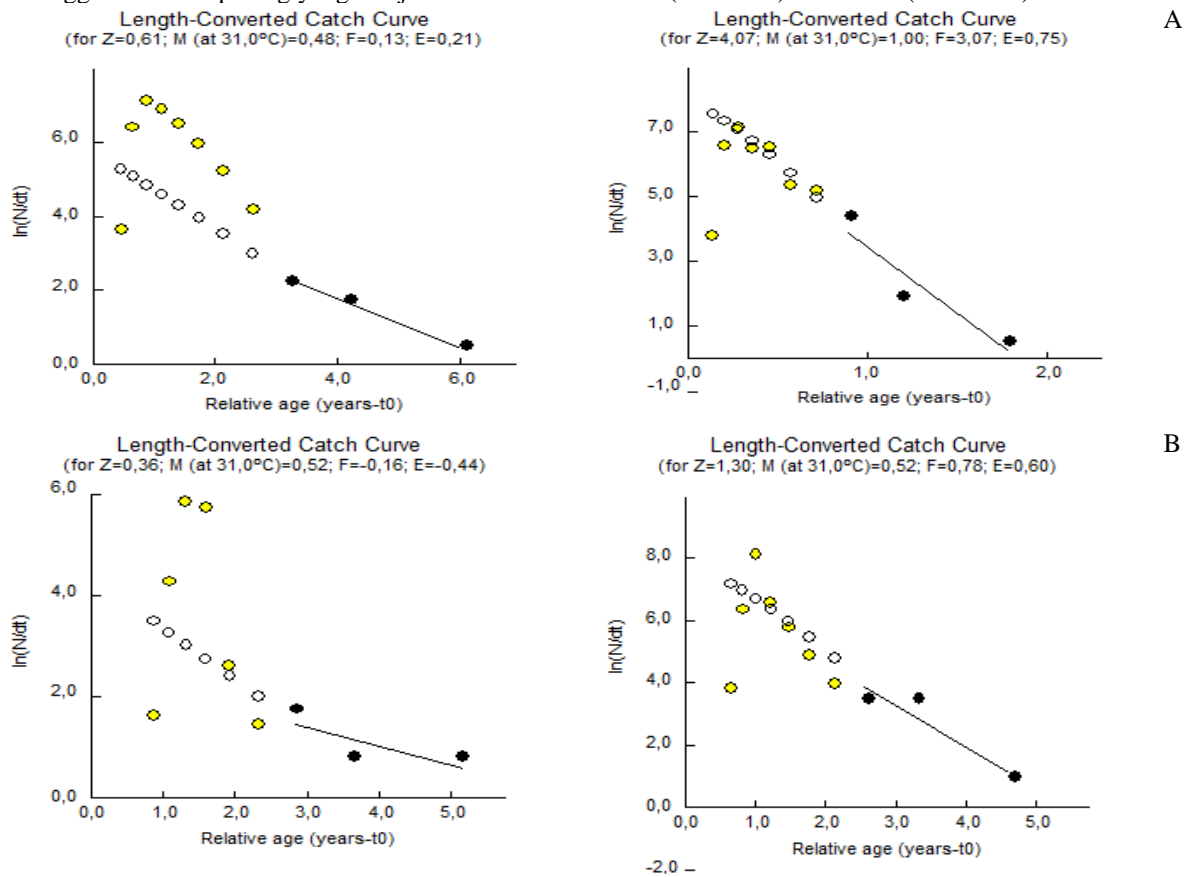 Length-Converted Catch Curve
(for Z=0,61; M (at 31,0ºC)=0,48; F=0,13; E=0,21)
ln(N/dt)
6,0
4,0
2,0
0,0
0,0 2,0 4,0 6,0
Relative age (years-t0)
Length-Converted Catch Curve
(for Z=4,07; M (at 31,0ºC)=1,00; F=3,07; E=0,75)
A
ln(N/dt)
7,0
5,0
3,0
1,0
-1,0
0,0 1,0 2,0
Relative age (years-t0)
Length-Converted Catch Curve
(for Z=0,36; M (at 31,0ºC)=0,52; F=-0,16; E=-0,44)
ln(N/dt)
6,0
4,0
2,0
0,0
0,0 1,0 2,0 3,0 4,0 5,0
Relative age (years-t0)
Length-Converted Catch Curve
(for Z=1,30; M (at 31,0ºC)=0,52; F=0,78; E=0,60)
B
ln(N/dt)
8,0
6,0
4,0
2,0
0,0
-2,0
0,0 1,0 2,0 3,0 4,0 5,0
Relative age (years-t0)